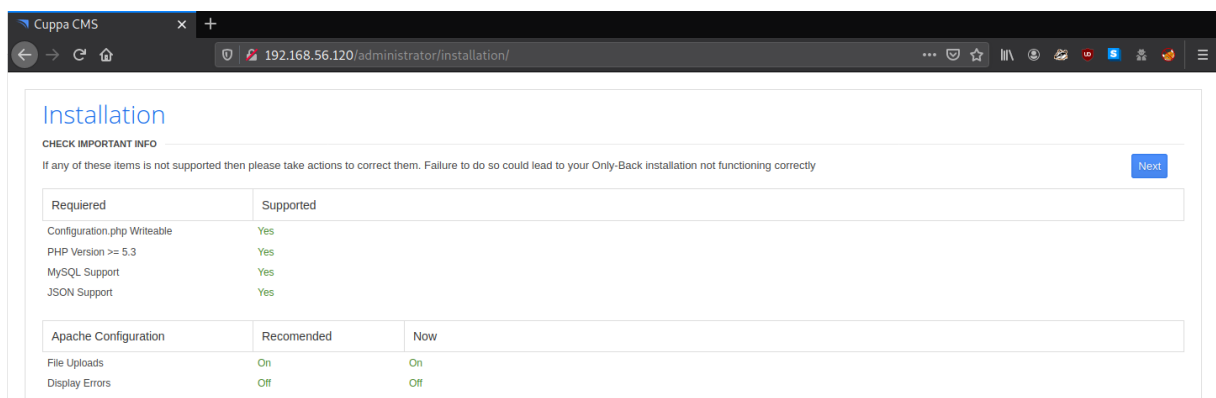 Cuppa CMS
192.168.56.120/administrator/installation/
Installation
CHECK IMPORTANT INFO
If any of these items is not supported then please take actions to correct them. Failure to do so could lead to your Only-Back installation not functioning correctly
Next
Requiered Supported
Configuration.php Writeable Yes
PHP Version >= 5.3 Yes
MySQL Support Yes
JSON Support Yes
Apache Configuration Recomended Now
File Uploads On On
Display Errors Off Off